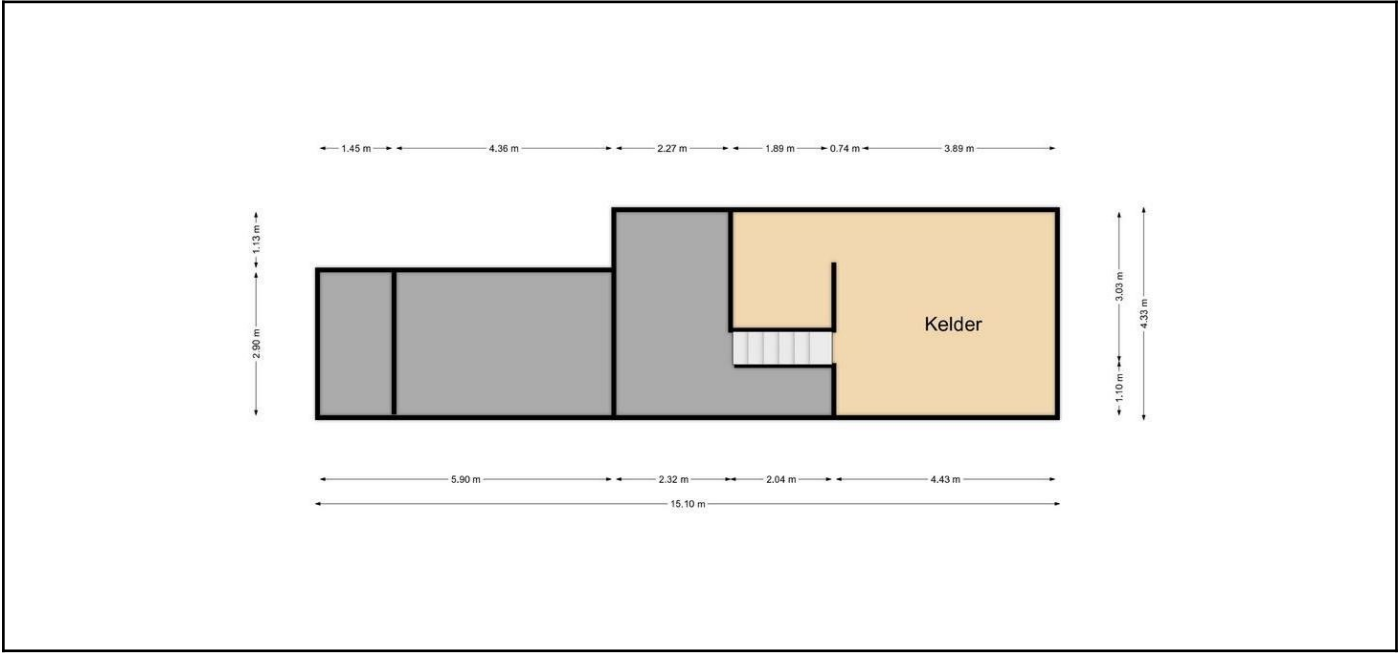 1.45 m 4.36 m 2.27 m 1.89 m 0.74 m 3.89 m
1.13 m
2.90 m
Kelder
3.03 m
4.33 m
1.10 m
5.90 m 2.32 m 2.04 m 4.43 m
15.10 m